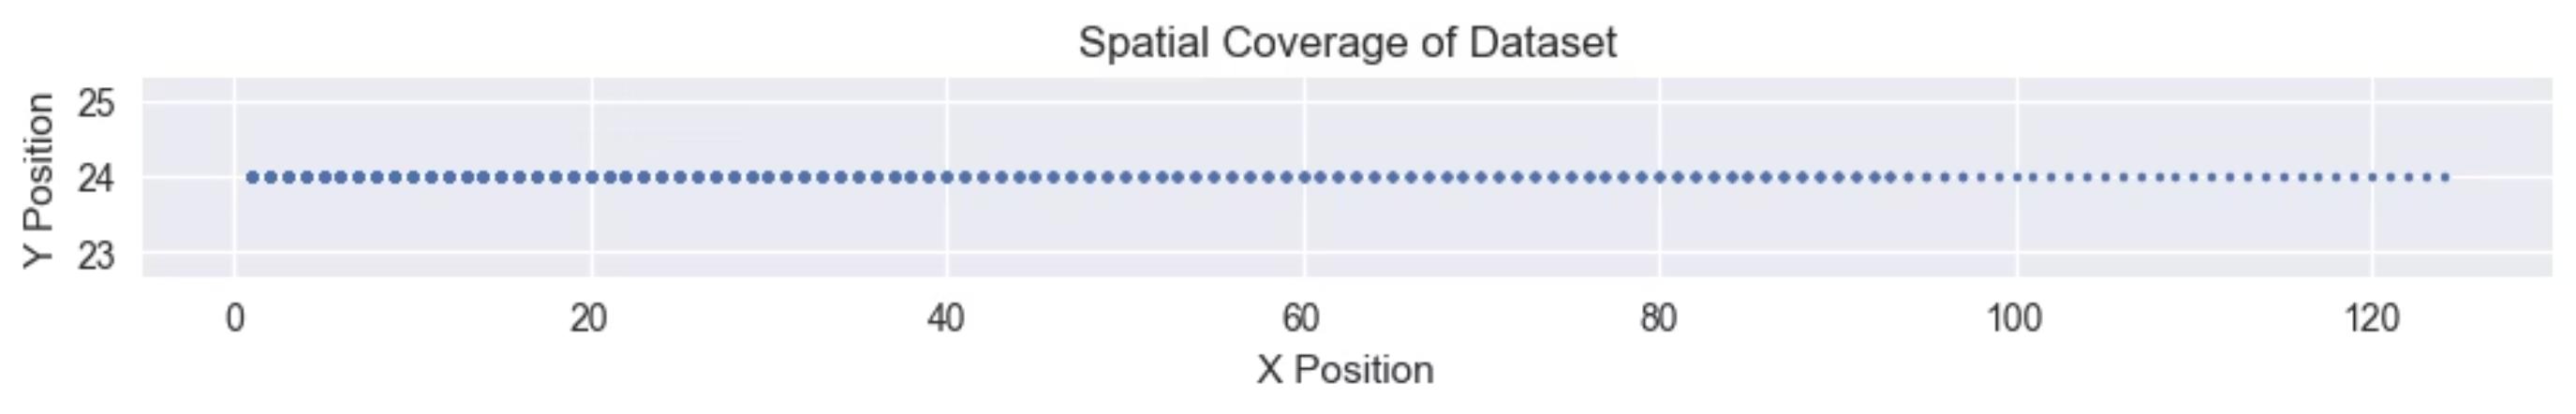 Spatial Coverage of Dataset
Y Position
25
24
23
0 20 40 60 80 100 120
X Position